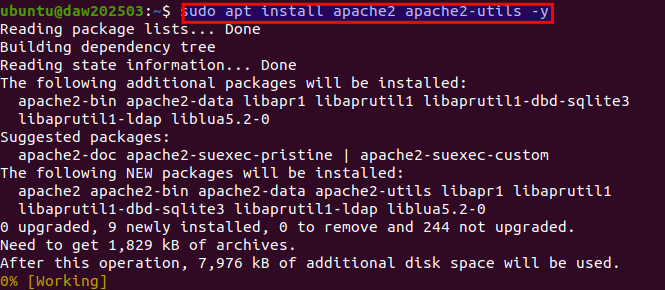 ubuntu@daw202503:~$ sudo apt install apache2 apache2-utils -y
Reading package lists... Done
Building dependency tree
Reading state information... Done
The following additional packages will be installed:
  apache2-bin apache2-data libapr1 libaprutil1 libaprutil1-dbd-sqlite3
  libaprutil1-ldap liblua5.2-0
Suggested packages:
  apache2-doc apache2-suexec-pristine | apache2-suexec-custom
The following NEW packages will be installed:
  apache2 apache2-bin apache2-data apache2-utils libapr1 libaprutil1
  libaprutil1-dbd-sqlite3 libaprutil1-ldap liblua5.2-0
0 upgraded, 9 newly installed, 0 to remove and 244 not upgraded.
Need to get 1,829 kB of archives.
After this operation, 7,976 kB of additional disk space will be used.
0% [Working]